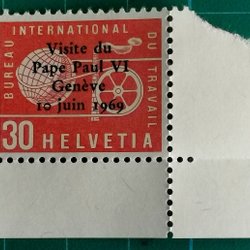 BUREAU INTERNATIONAL DU TRAVAIL
Visite du
Pape Paul VI
Genève
10 juin 1969
30 HELVETIA